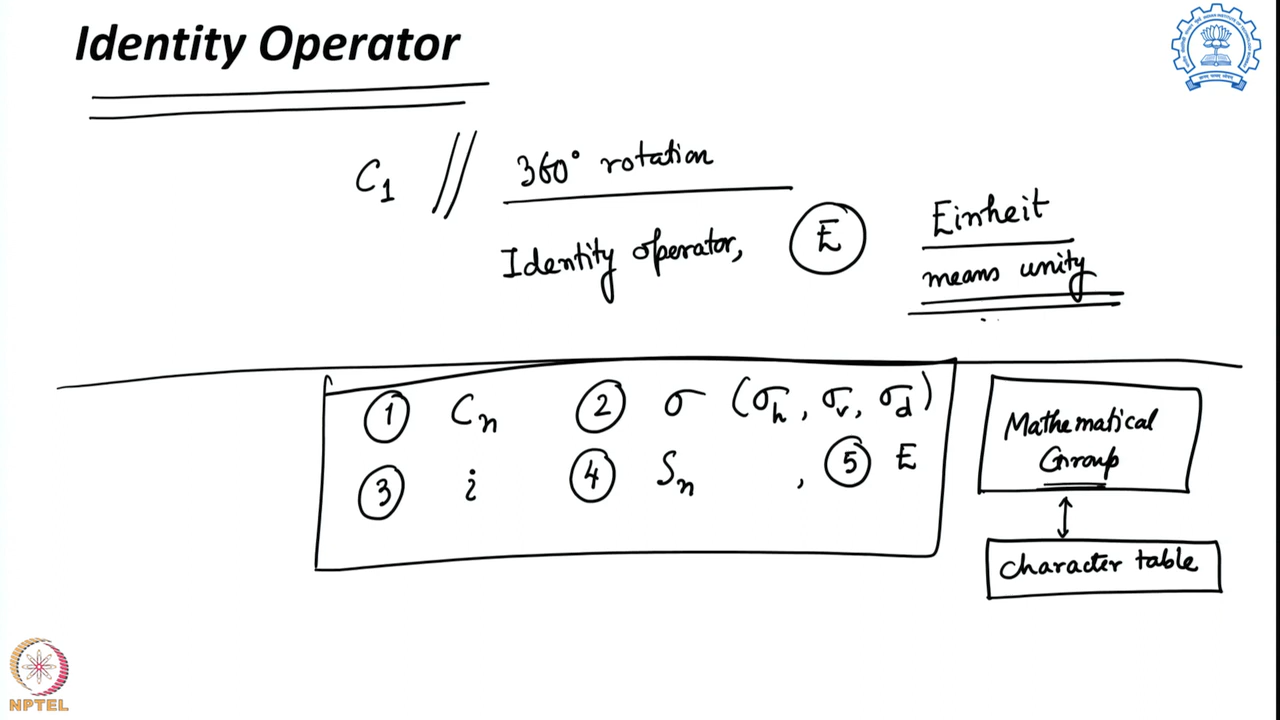 Identity Operator
C₁ // 360° rotation
Identity operator, E
Einheit
means unity
① Cₙ ② σ (σₕ, σᵥ, σ_d)
③ i ④ Sₙ , ⑤ E
Mathematical
Group
Character table
NPTEL